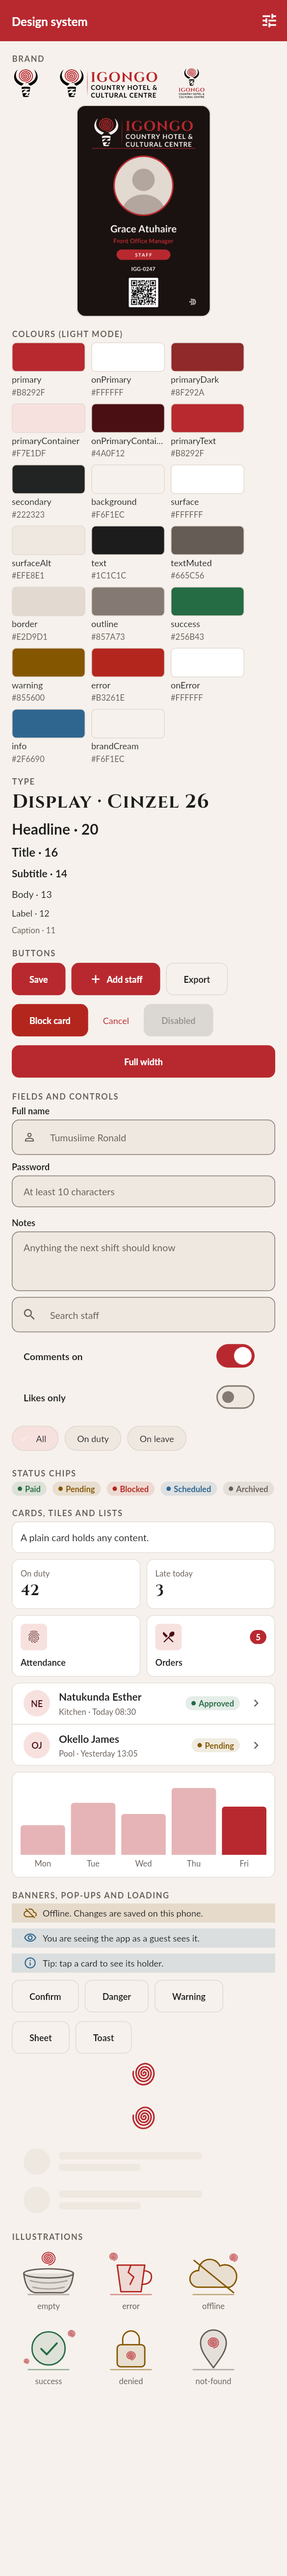 Design system
BRAND
IGONGO
COUNTRY HOTEL &
CULTURAL CENTRE
IGONGO
COUNTRY HOTEL &
CULTURAL CENTRE
IGONGO
COUNTRY HOTEL &
CULTURAL CENTRE
Grace Atuhaire
Front Office Manager
STAFF
IGG-0247
COLOURS (LIGHT MODE)
primary onPrimary primaryDark
#B8292F #FFFFFF #8F292A
primaryContainer onPrimaryContai... primaryText
#F7E1DF #4A0F12 #B8292F
secondary background surface
#222323 #F6F1EC #FFFFFF
surfaceAlt text textMuted
#EFE8E1 #1C1C1C #665C56
border outline success
#E2D9D1 #857A73 #256B43
warning error onError
#855600 #B3261E #FFFFFF
info brandCream
#2F6690 #F6F1EC
TYPE
Display · Cinzel 26
Headline · 20
Title · 16
Subtitle · 14
Body · 13
Label · 12
Caption · 11
BUTTONS
Save + Add staff Export
Block card Cancel Disabled
Full width
FIELDS AND CONTROLS
Full name
Tumusiime Ronald
Password
At least 10 characters
Notes
Anything the next shift should know
Search staff
Comments on
Likes only
All On duty On leave
STATUS CHIPS
Paid Pending Blocked Scheduled Archived
CARDS, TILES AND LISTS
A plain card holds any content.
On duty Late today
42 3
5
Attendance Orders
NE Natukunda Esther Approved
Kitchen · Today 08:30
OJ Okello James Pending
Pool · Yesterday 13:05
Mon Tue Wed Thu Fri
BANNERS, POP-UPS AND LOADING
Offline. Changes are saved on this phone.
You are seeing the app as a guest sees it.
Tip: tap a card to see its holder.
Confirm Danger Warning
Sheet Toast
ILLUSTRATIONS
empty error offline
success denied not-found